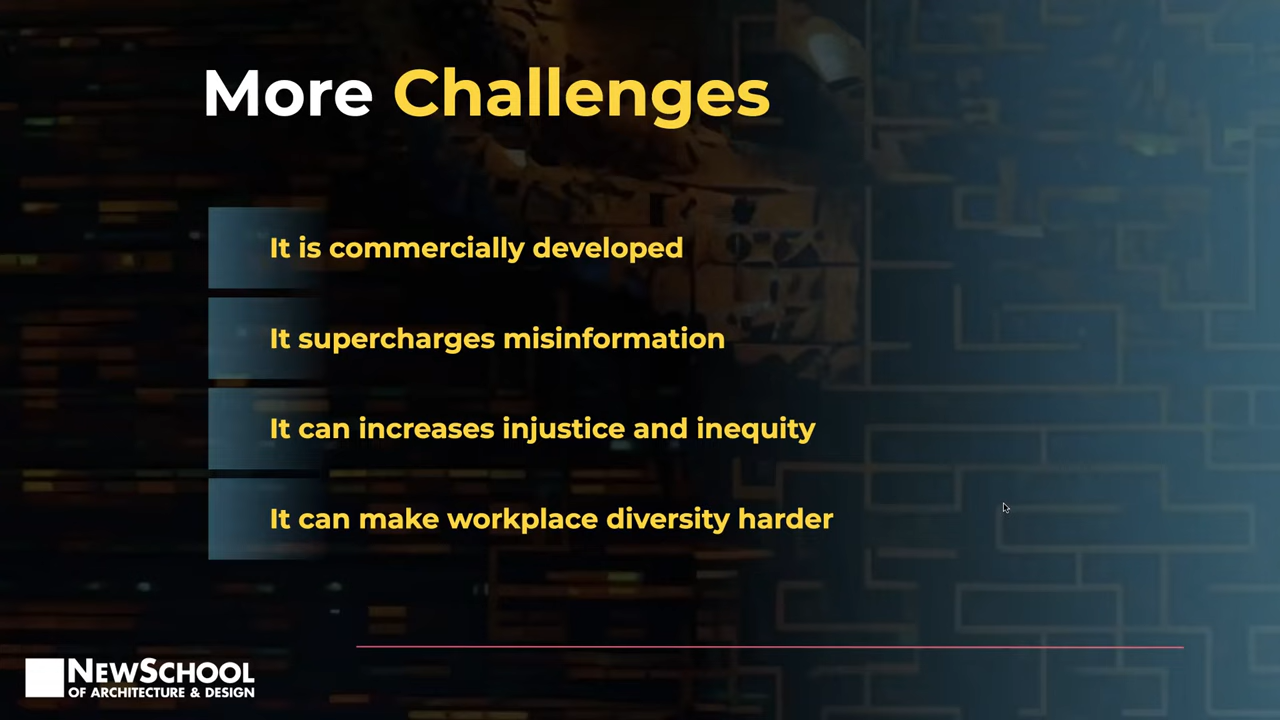 More Challenges
It is commercially developed
It supercharges misinformation
It can increases injustice and inequity
It can make workplace diversity harder
NEWSCHOOL
OF ARCHITECTURE & DESIGN